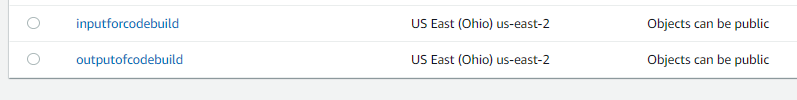 inputforcodebuild US East (Ohio) us-east-2 Objects can be public
outputofcodebuild US East (Ohio) us-east-2 Objects can be public